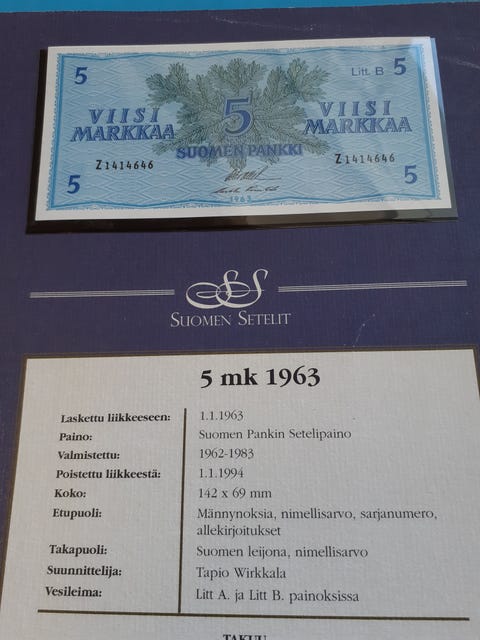 5
Litt. B 5
VIISI
MARKKAA
5
VIISI
MARKKAA
SUOMEN PANKKI
Z1414646
Z1414646
5
5
1963
SS
SUOMEN SETELIT
5 mk 1963
Laskettu liikkeeseen: 1.1.1963
Paino: Suomen Pankin Setelipaino
Valmistettu: 1962-1983
Poistettu liikkeestä: 1.1.1994
Koko: 142 x 69 mm
Etupuoli: Männynoksia, nimellisarvo, sarjanumero,
allekirjoitukset
Takapuoli: Suomen leijona, nimellisarvo
Suunnittelija: Tapio Wirkkala
Vesileima: Litt A. ja Litt B. painoksissa
TAKUU